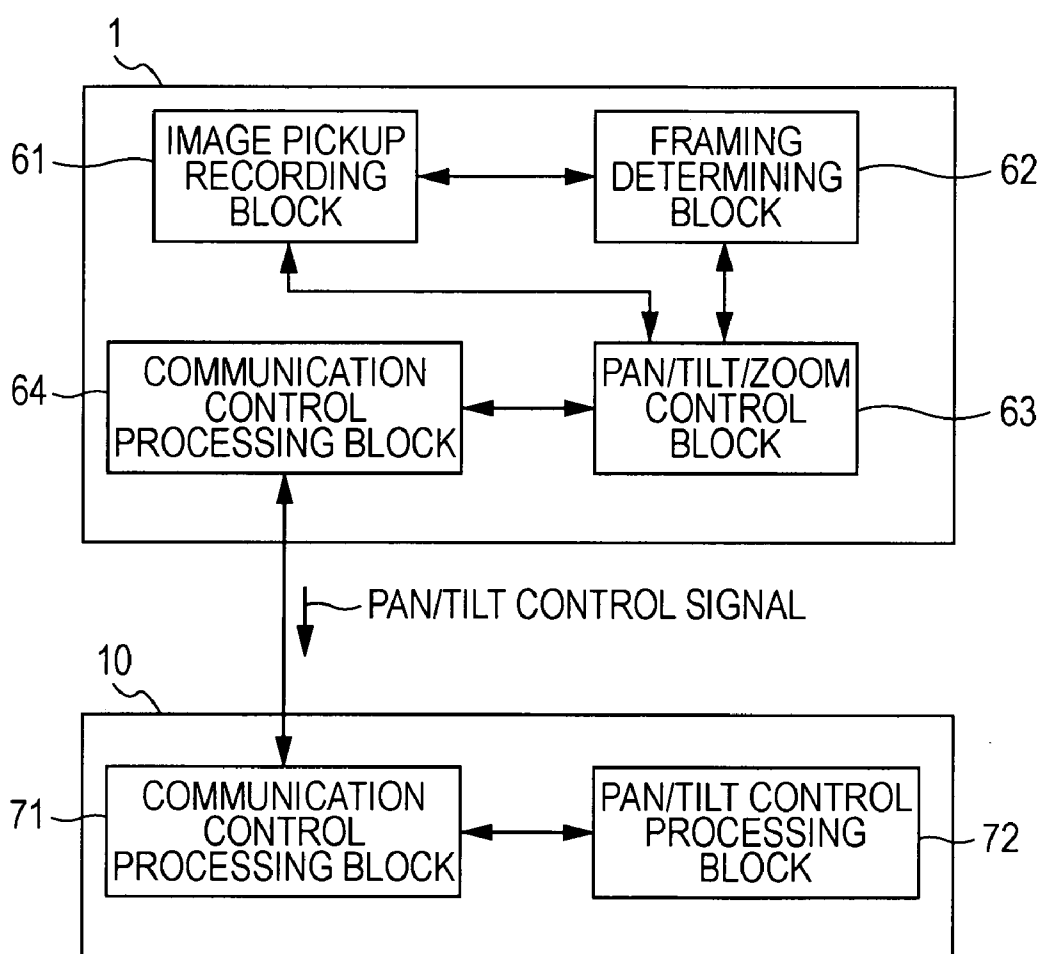 1
61
IMAGE PICKUP
RECORDING
BLOCK
FRAMING
DETERMINING
BLOCK
62
64
COMMUNICATION
CONTROL
PROCESSING BLOCK
PAN/TILT/ZOOM
CONTROL
BLOCK
63
PAN/TILT CONTROL SIGNAL
10
71
COMMUNICATION
CONTROL
PROCESSING BLOCK
PAN/TILT CONTROL
PROCESSING
BLOCK
72